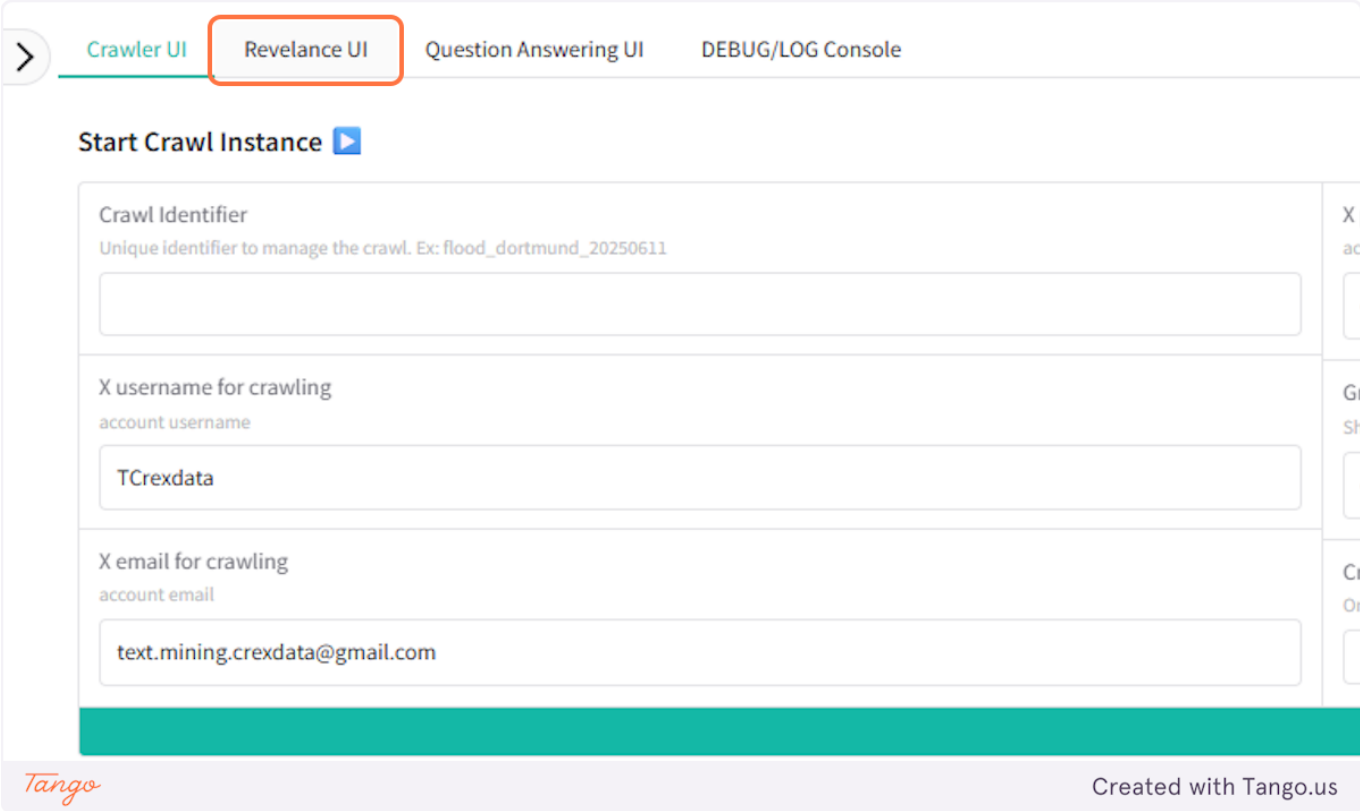 Crawler UI
Revelance UI
Question Answering UI
DEBUG/LOG Console
Start Crawl Instance
Crawl Identifier
Unique identifier to manage the crawl. Ex: flood_dortmund_20250611
X username for crawling
account username
TCrexdata
X email for crawling
account email
text.mining.crexdata@gmail.com
X
Tango
Created with Tango.us